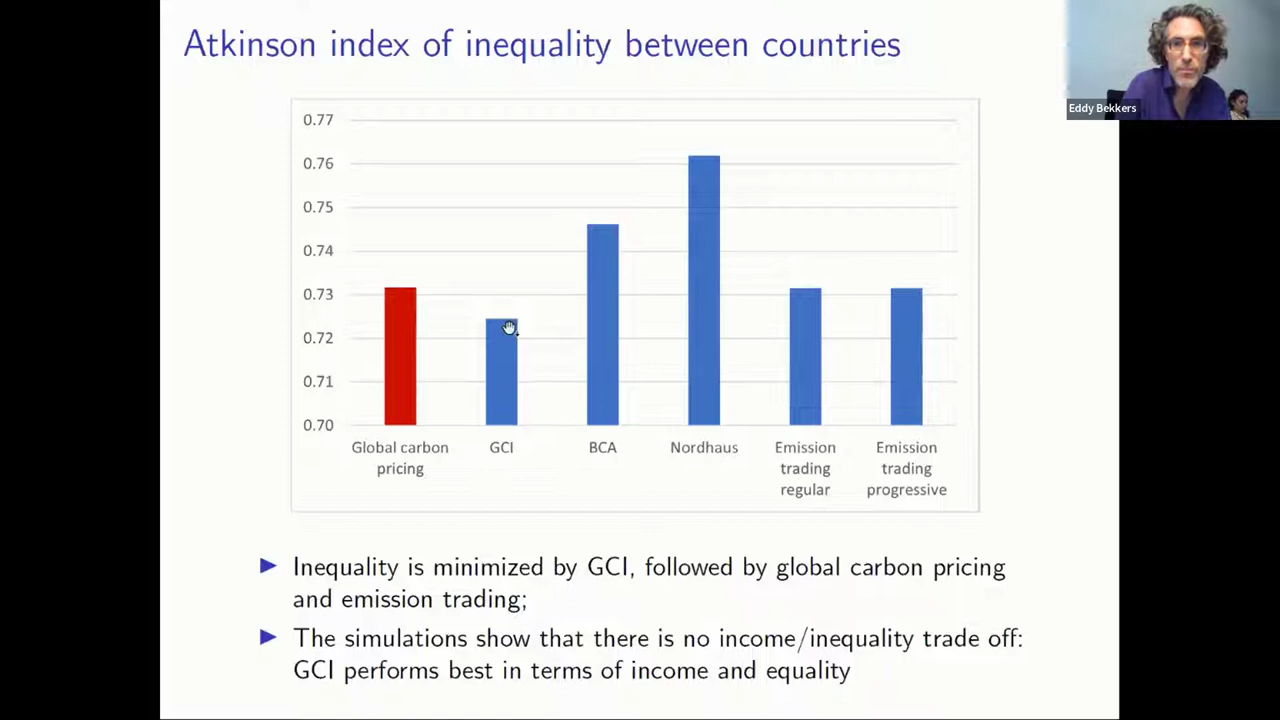 Atkinson index of inequality between countries
Eddy Bekkers
0.77
0.76
0.75
0.74
0.73
0.72
0.71
0.70
Global carbon
pricing
GCI
BCA
Nordhaus
Emission
trading
regular
Emission
trading
progressive
Inequality is minimized by GCI, followed by global carbon pricing
and emission trading;
The simulations show that there is no income/inequality trade off:
GCI performs best in terms of income and equality